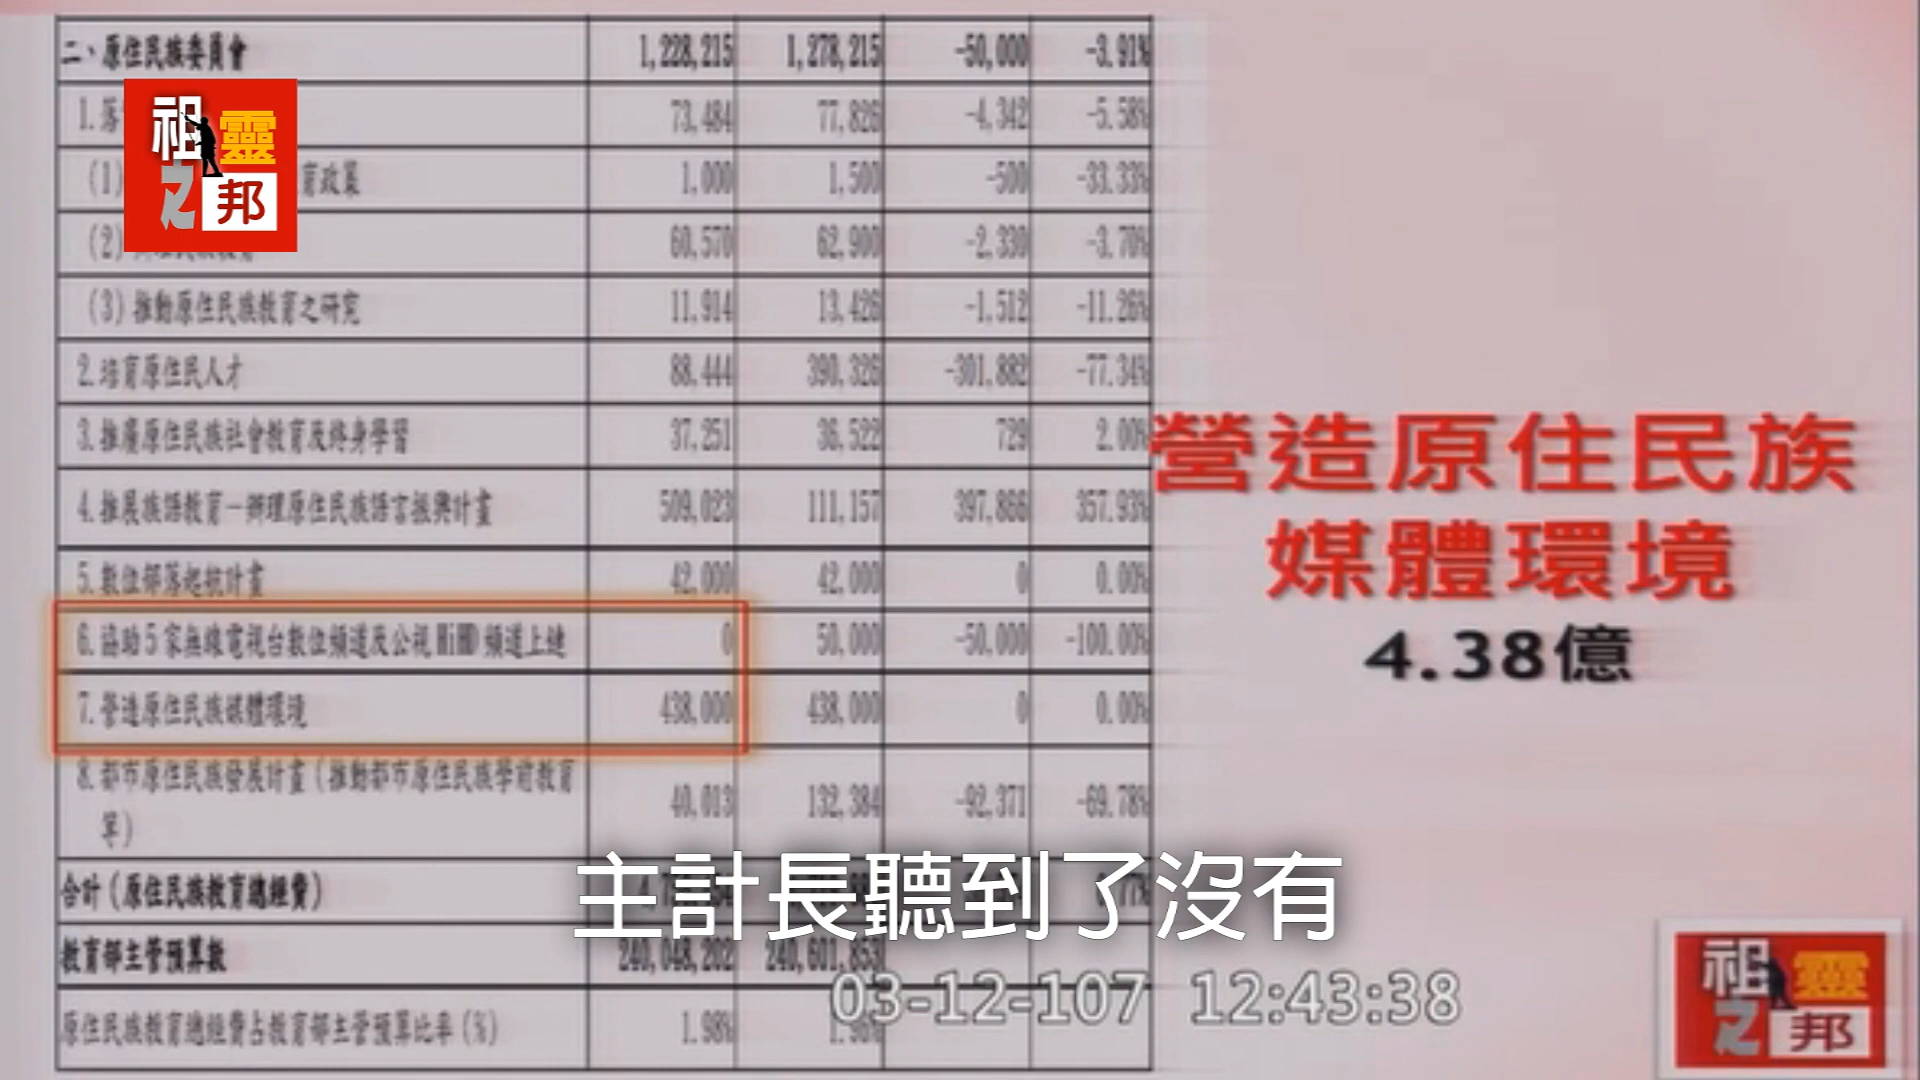 二、原住民族委員會 1,228,215 1,278,215 -50,000 -3.91%
1. 73,484 77,826 -4,342 -5.58%
(1) 育政策 1,000 1,500 -500 -33.33%
(2) 60,570 62,900 -2,330 -3.70%
(3) 推動原住民族教育之研究 11,914 13,426 -1,512 -11.26%
2.培育原住民人才 88,444 390,326 -301,882 -77.34%
3.推廣原住民族社會教育及終身學習 37,251 36,522 729 2.00%
4.推展族語教育－辦理原住民族語言振興計畫 509,023 111,157 397,866 357.93%
5.數位部落起航計畫 42,000 42,000 0 0.00%
6.協助5家無線電視台數位頻道及公視HiHD頻道上鏈 0 50,000 -50,000 -100.00%
7.營造原住民族媒體環境 438,000 438,000 0 0.00%
8.都市原住民族發展計畫(推動都市原住民族學前教育
等) 40,013 132,384 -92,371 -69.78%
合計(原住民族教育總經費)
教育部主管預算數 240,048,202 240,601,853
原住民族教育總經費占教育部主管預算比率(%) 1.98% 1.96%
營造原住民族
媒體環境
4.38億
主計長聽到了沒有
03-12-107 12:43:38
祖靈之邦
祖靈之邦